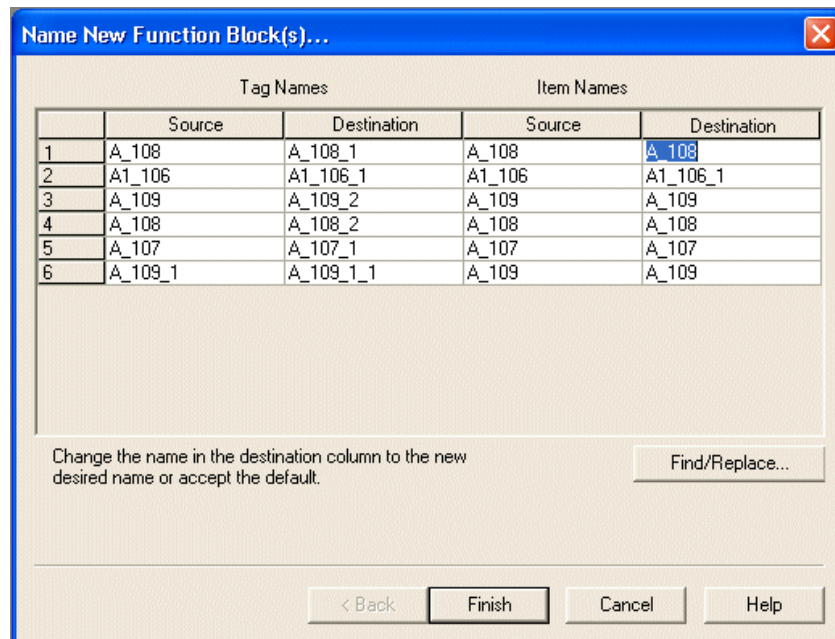 Name New Function Block(s)...
Tag Names Item Names
Source Destination Source Destination
1 A_108 A_108_1 A_108 A_108
2 A1_106 A1_106_1 A1_106 A1_106_1
3 A_109 A_109_2 A_109 A_109
4 A_108 A_108_2 A_108 A_108
5 A_107 A_107_1 A_107 A_107
6 A_109_1 A_109_1_1 A_109 A_109
Change the name in the destination column to the new
desired name or accept the default.
Find/Replace...
< Back Finish Cancel Help